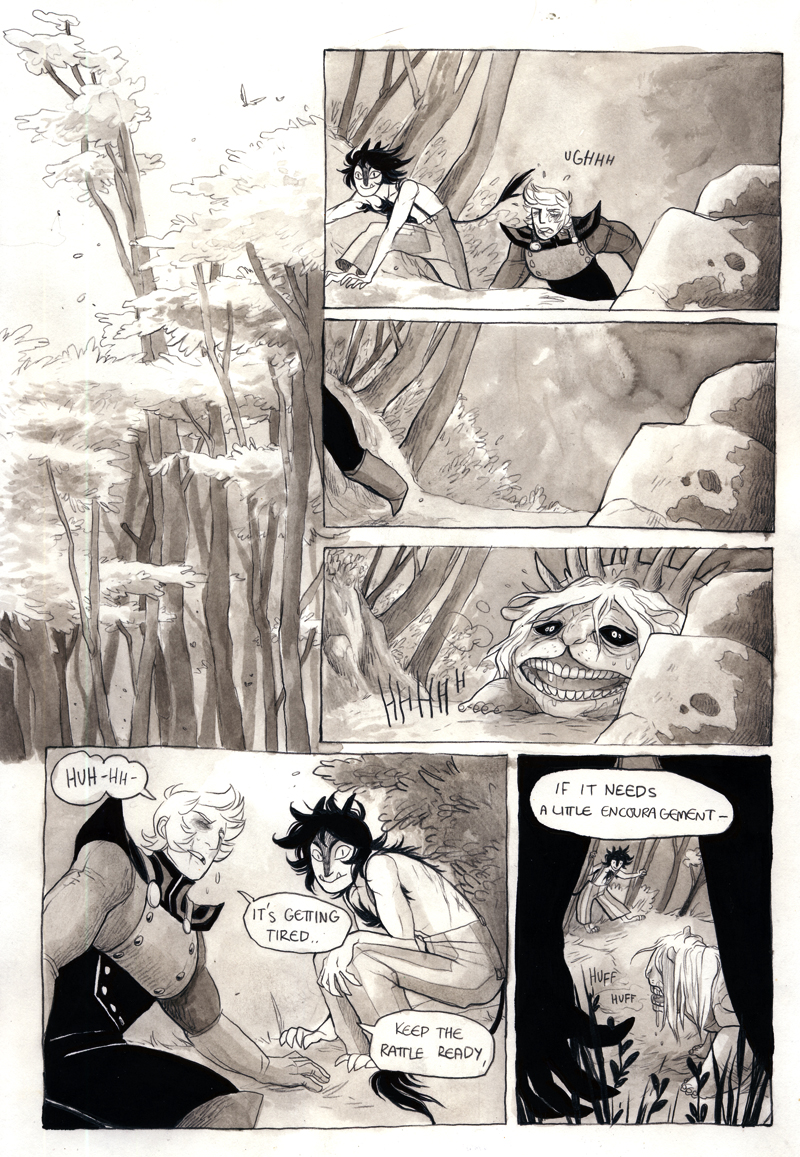 UGHHH
HHHHH
HUH-HH-
IT'S GETTING
TIRED..
KEEP THE
RATTLE READY,
IF IT NEEDS
A LITTLE ENCOURAGEMENT-
HUFF
HUFF